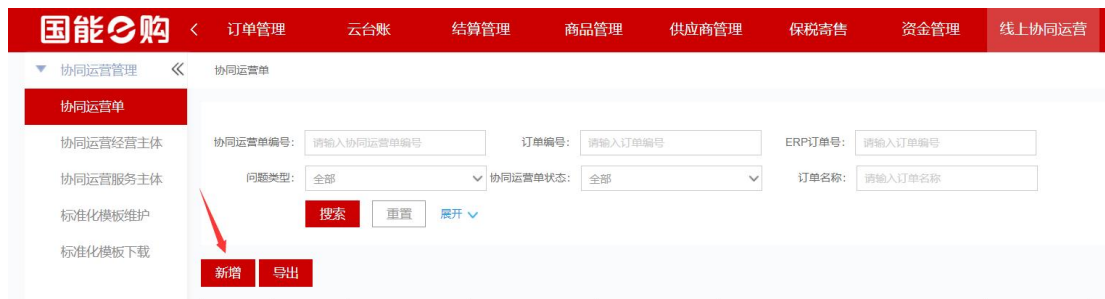 国能e购 < 订单管理 云台账 结算管理 商品管理 供应商管理 保税寄售 资金管理 线上协同运营
协同运营管理 协同运营单
协同运营单
协同运营经营主体 协同运营单编号: 请输入协同运营单编号 订单编号: 请输入订单编号 ERP订单号: 请输入订单编号
协同运营服务主体 问题类型: 全部 协同运营单状态: 全部 订单名称: 请输入订单名称
标准化模板维护 搜索 重置 展开
标准化模板下载
新增 导出